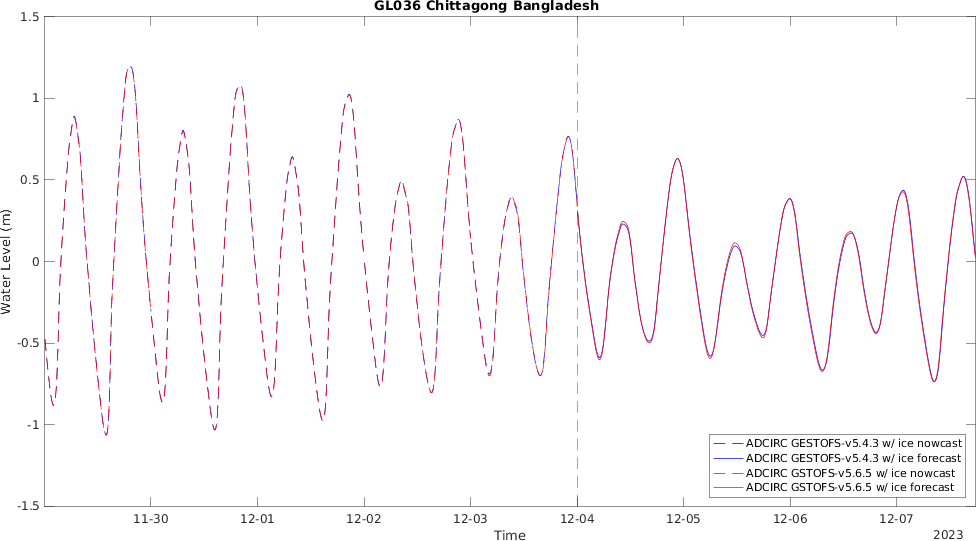 GL036 Chittagong Bangladesh
1.5
1
0.5
0
-0.5
-1
-1.5
Water Level (m)
ADCIRC GESTOFS-v5.4.3 w/ ice nowcast
ADCIRC GESTOFS-v5.4.3 w/ ice forecast
ADCIRC GSTOFS-v5.6.5 w/ ice nowcast
ADCIRC GSTOFS-v5.6.5 w/ ice forecast
11-30 12-01 12-02 12-03 12-04 12-05 12-06 12-07
Time
2023